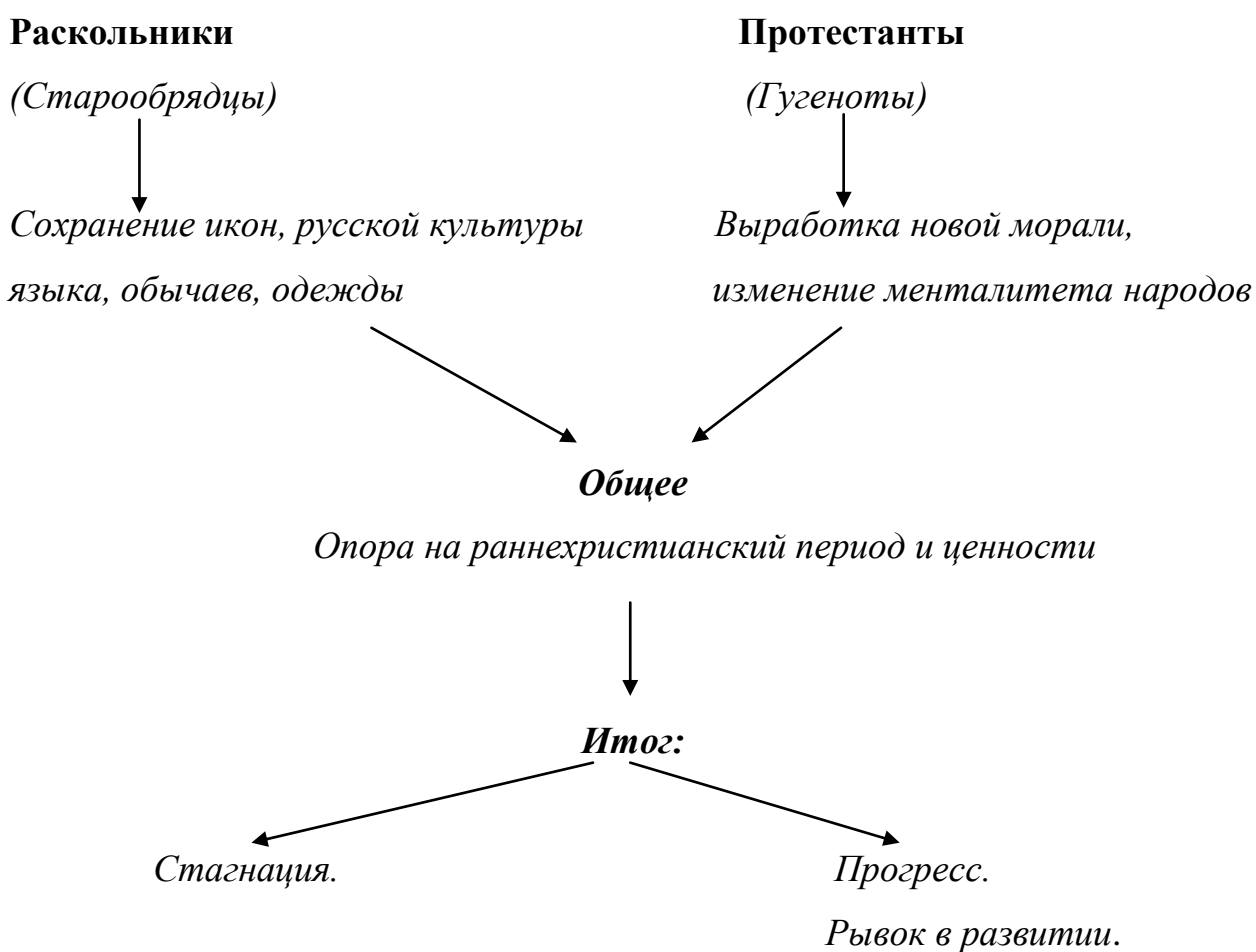 Раскольники
(Старообрядцы)
Сохранение икон, русской культуры
языка, обычаев, одежды
Протестанты
(Гугеноты)
Выработка новой морали,
изменение менталитета народов
Общее
Опора на раннехристианский период и ценности
Итог:
Стагнация.
Прогресс.
Рывок в развитии.